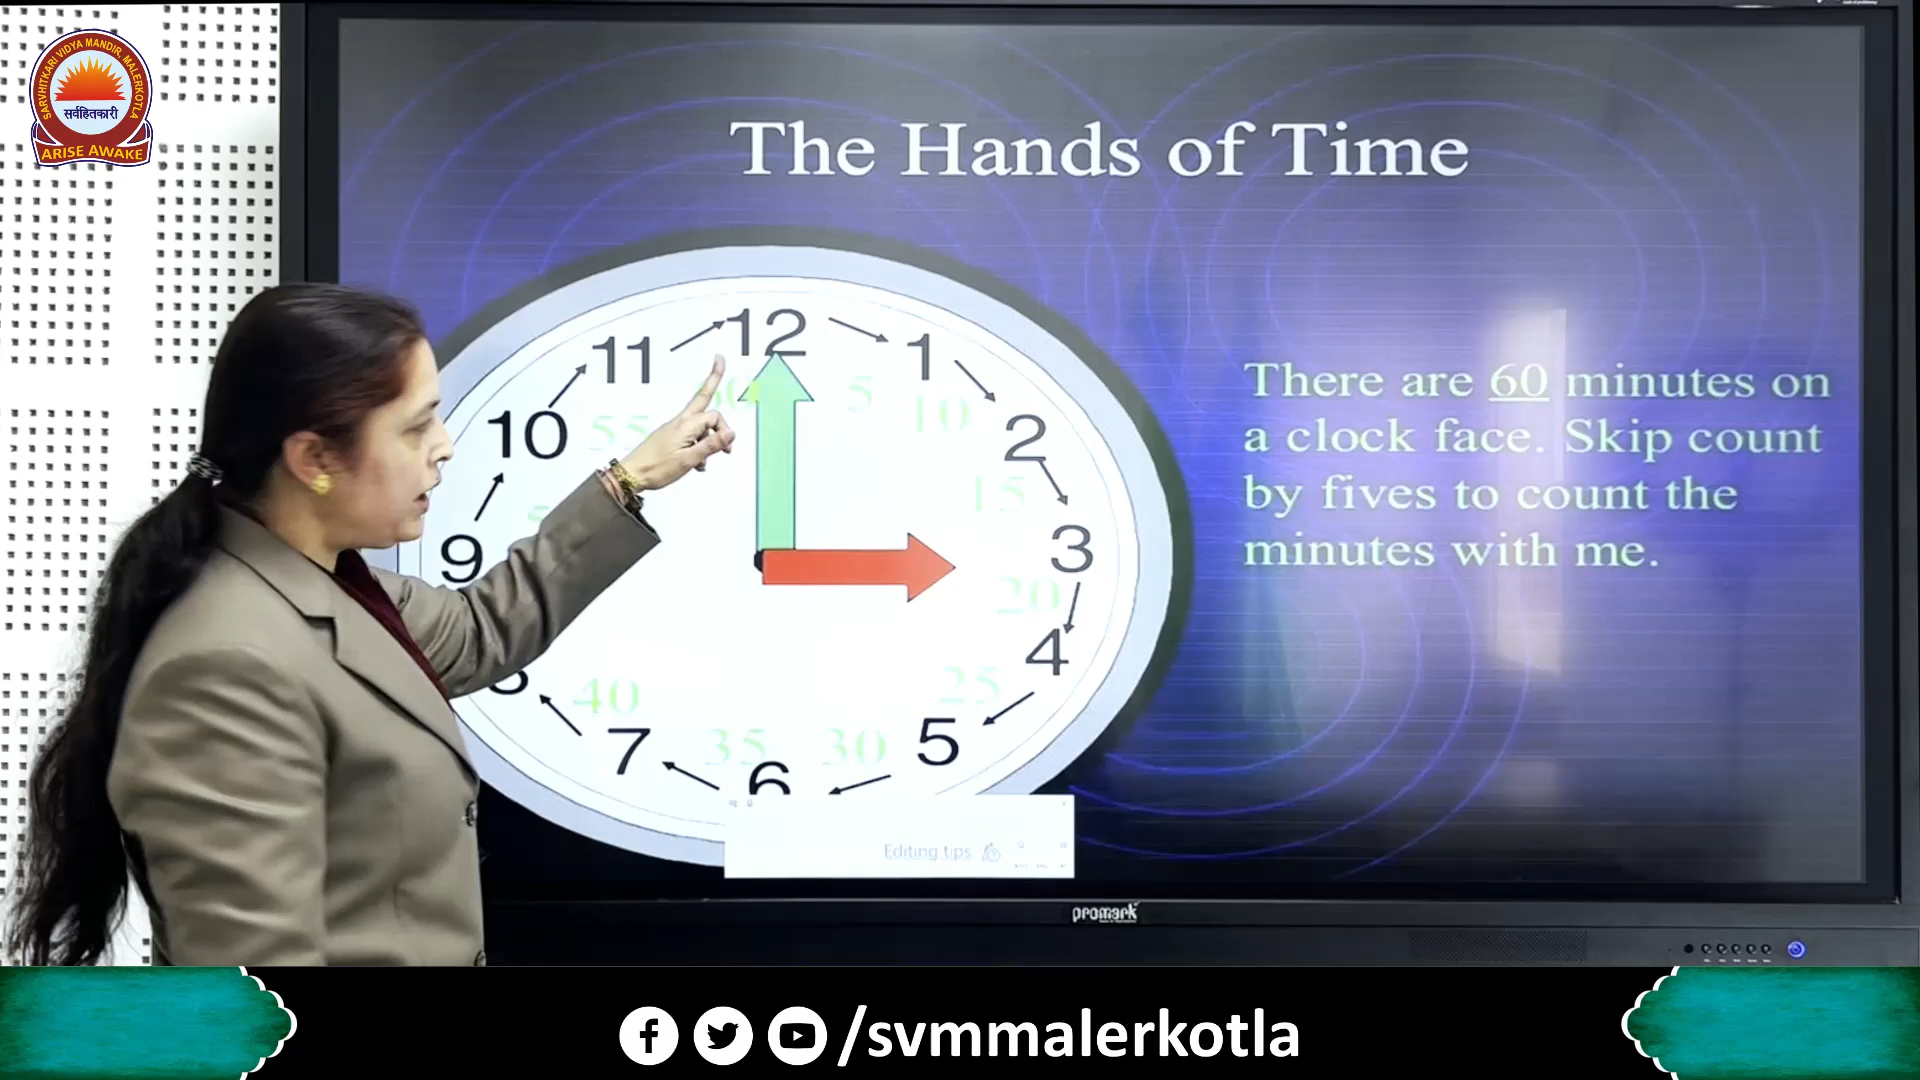 SARVHITKARI VIDYA MANDIR, MALERKOTLA
सर्वहितकारी
ARISE AWAKE
The Hands of Time
12
11
1
60
5
10
55
10
2
15
9
3
20
4
40
25
7
35
30
5
6
There are 60 minutes on
a clock face. Skip count
by fives to count the
minutes with me.
Editing tips
promark
/svmmalerkotla